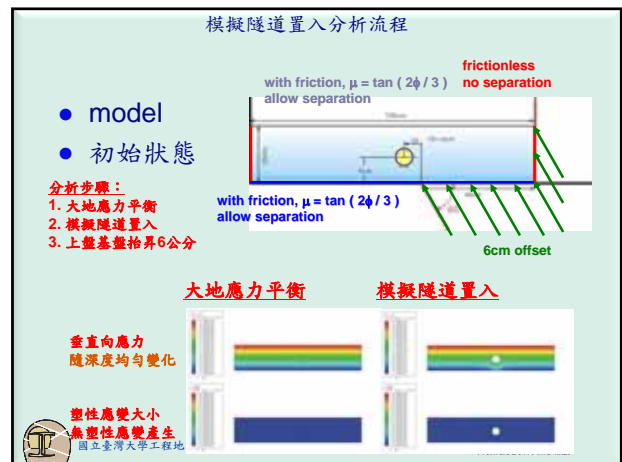 模擬隧道置入分析流程
frictionless
no separation
with friction, μ = tan ( 2ϕ / 3 )
allow separation
● model
● 初始狀態
分析步驟：
1. 大地應力平衡
2. 模擬隧道置入
3. 上盤基盤抬昇6公分
with friction, μ = tan ( 2ϕ / 3 )
allow separation
6cm offset
大地應力平衡
模擬隧道置入
垂直向應力
隨深度均勻變化
塑性應變大小
無塑性應變產生
國立臺灣大學工程地